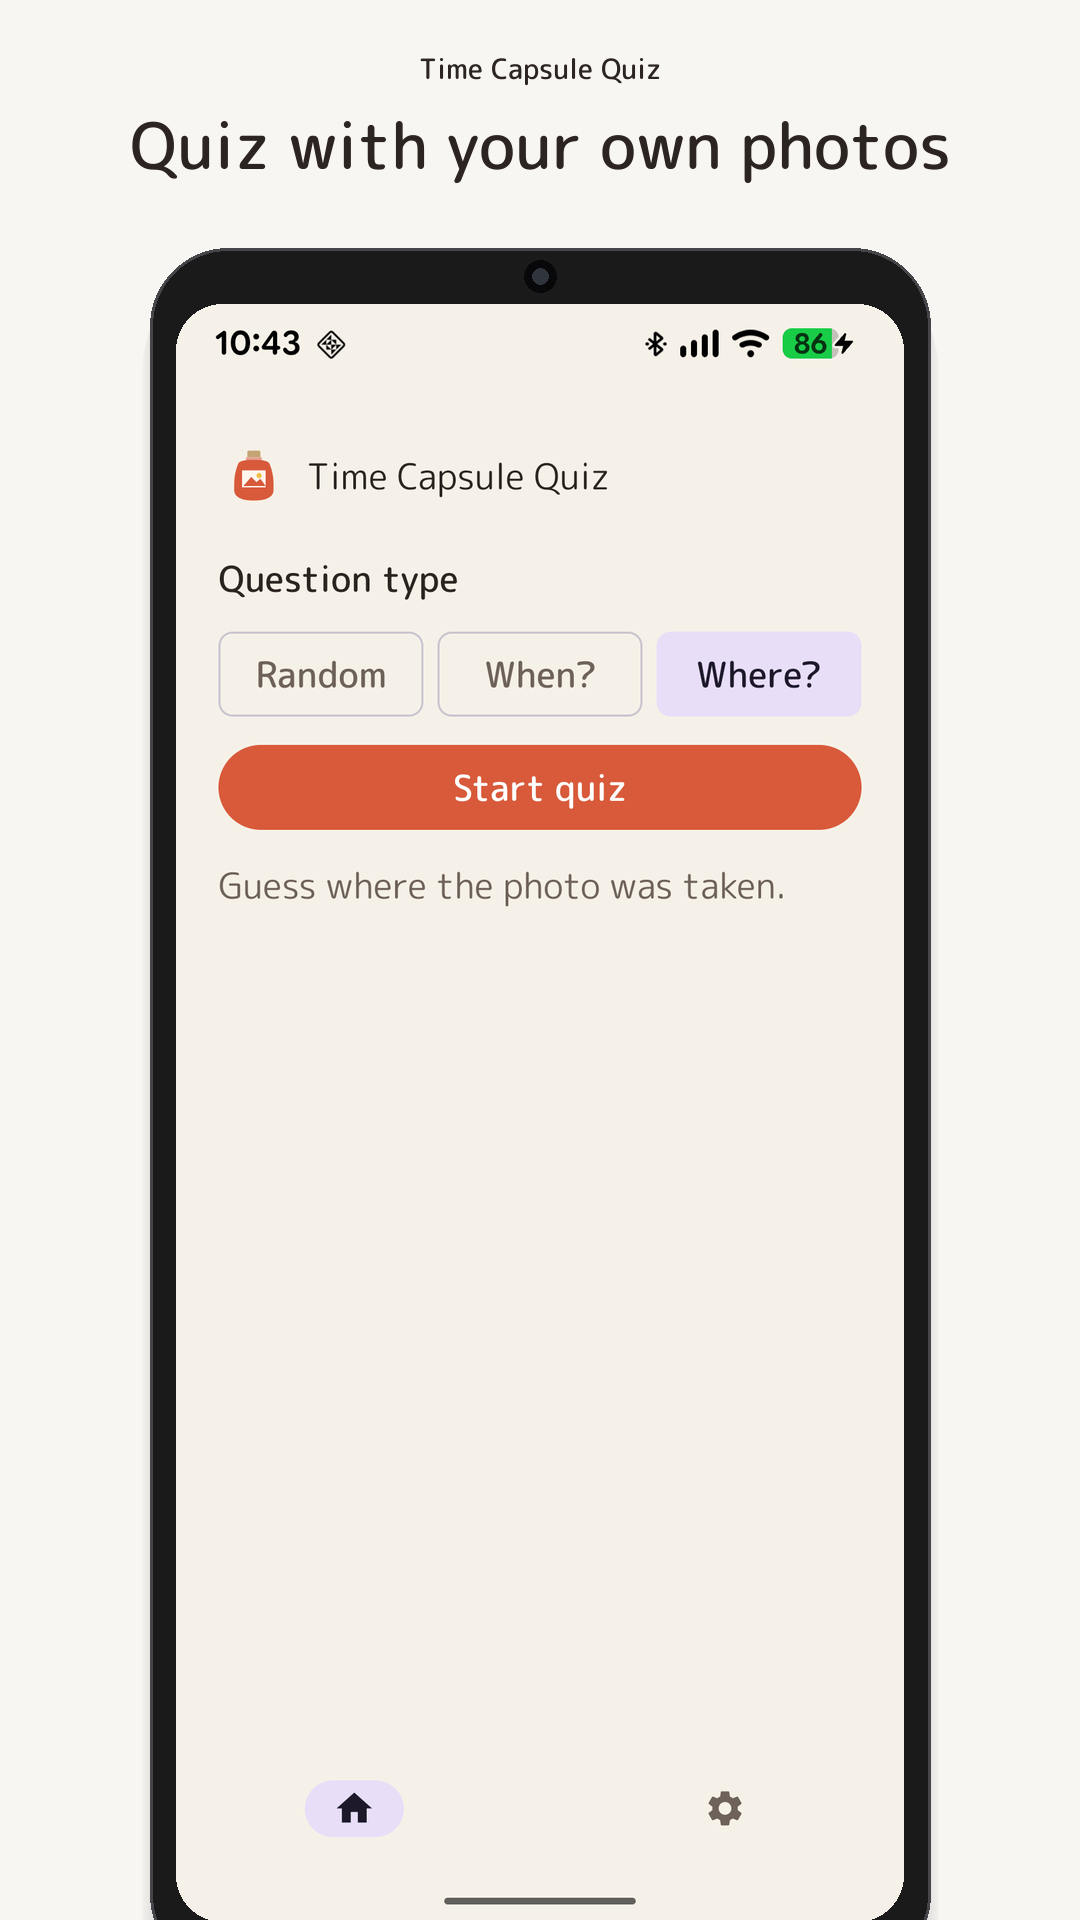 Time Capsule Quiz
Quiz with your own photos
10:43
86
Time Capsule Quiz
Question type
Random
When?
Where?
Start quiz
Guess where the photo was taken.